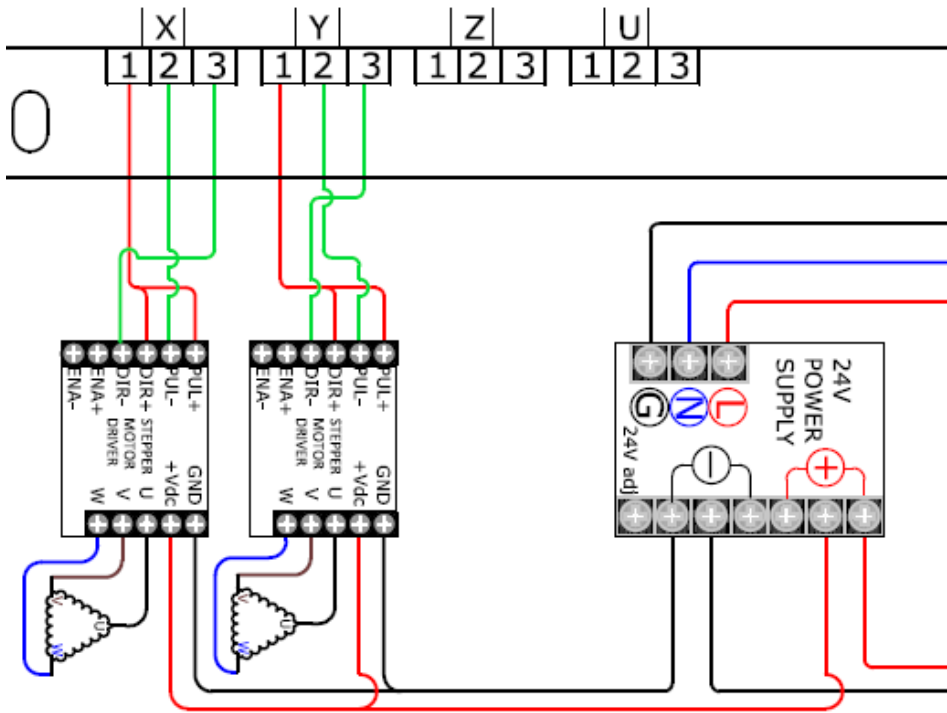 X Y Z U
1 2 3 1 2 3 1 2 3 1 2 3
ENA-
ENA+
DIR-
DIR+
PUL-
PUL+
STEPPER
MOTOR
DRIVER
W
V
U
+Vdc
GND
V
U
W
ENA-
ENA+
DIR-
DIR+
PUL-
PUL+
STEPPER
MOTOR
DRIVER
W
V
U
+Vdc
GND
V
U
W
G N L
24V
POWER
SUPPLY
24V adj
− +